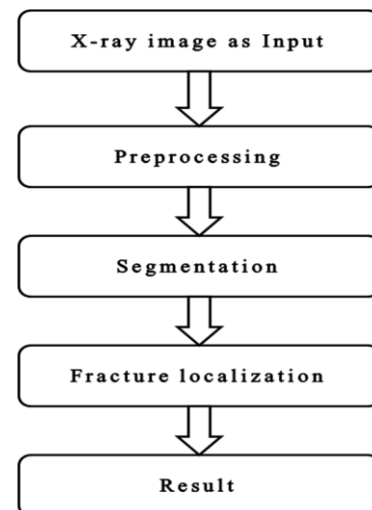 X-ray image as Input
Preprocessing
Segmentation
Fracture localization
Result